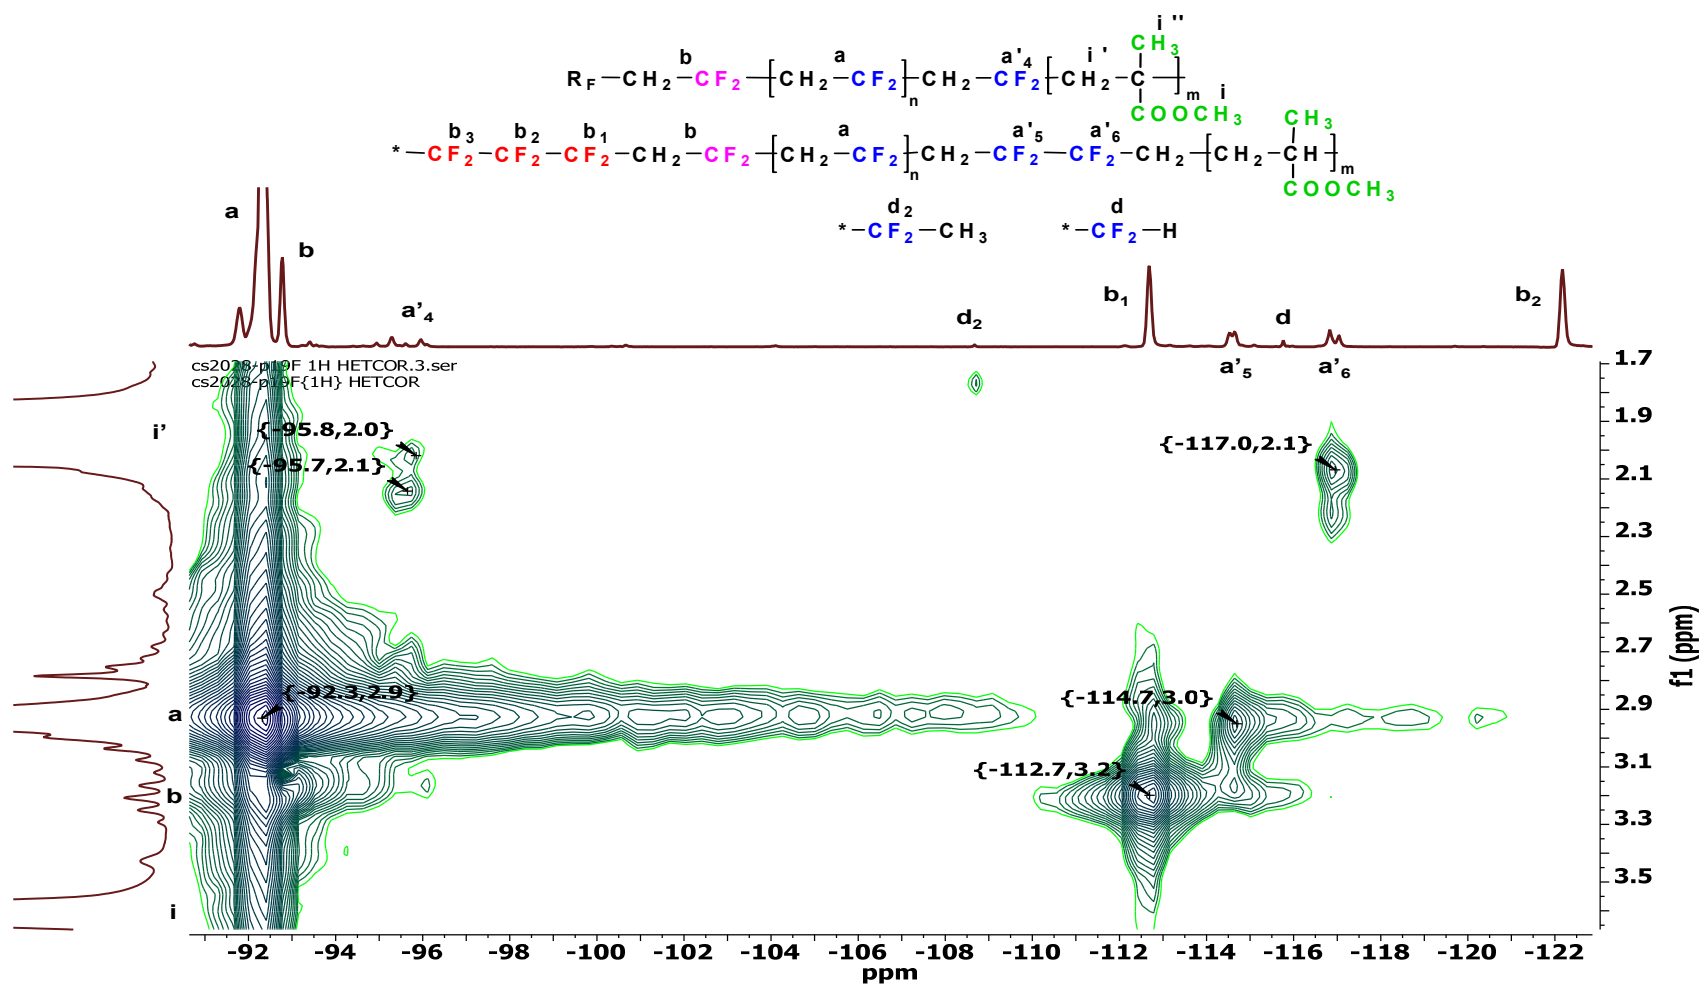 i ''
CH3
b a a'4 i '
RF—CH2—CF2—[CH2—CF2]n—CH2—CF2—[CH2—C—]m
i
COOCH3
CH3
b3 b2 b1 b a a'5 a'6
*—CF2—CF2—CF2—CH2—CF2—[CH2—CF2]n—CH2—CF2—CF2—CH2—[CH2—CH]m
COOCH3
d2 d
*—CF2—CH3 *—CF2—H
a
b
a'4
d2
b1
a'5
d
a'6
b2
cs2028-p19F 1H HETCOR.3.ser
cs2028-p19F{1H} HETCOR
i'
a
b
i
{-95.8,2.0}
{-95.7,2.1}
{-117.0,2.1}
{-92.3,2.9}
{-114.7,3.0}
{-112.7,3.2}
1.7
1.9
2.1
2.3
2.5
2.7
2.9
3.1
3.3
3.5
f1 (ppm)
-92 -94 -96 -98 -100 -102 -104 -106 -108 -110 -112 -114 -116 -118 -120 -122
ppm